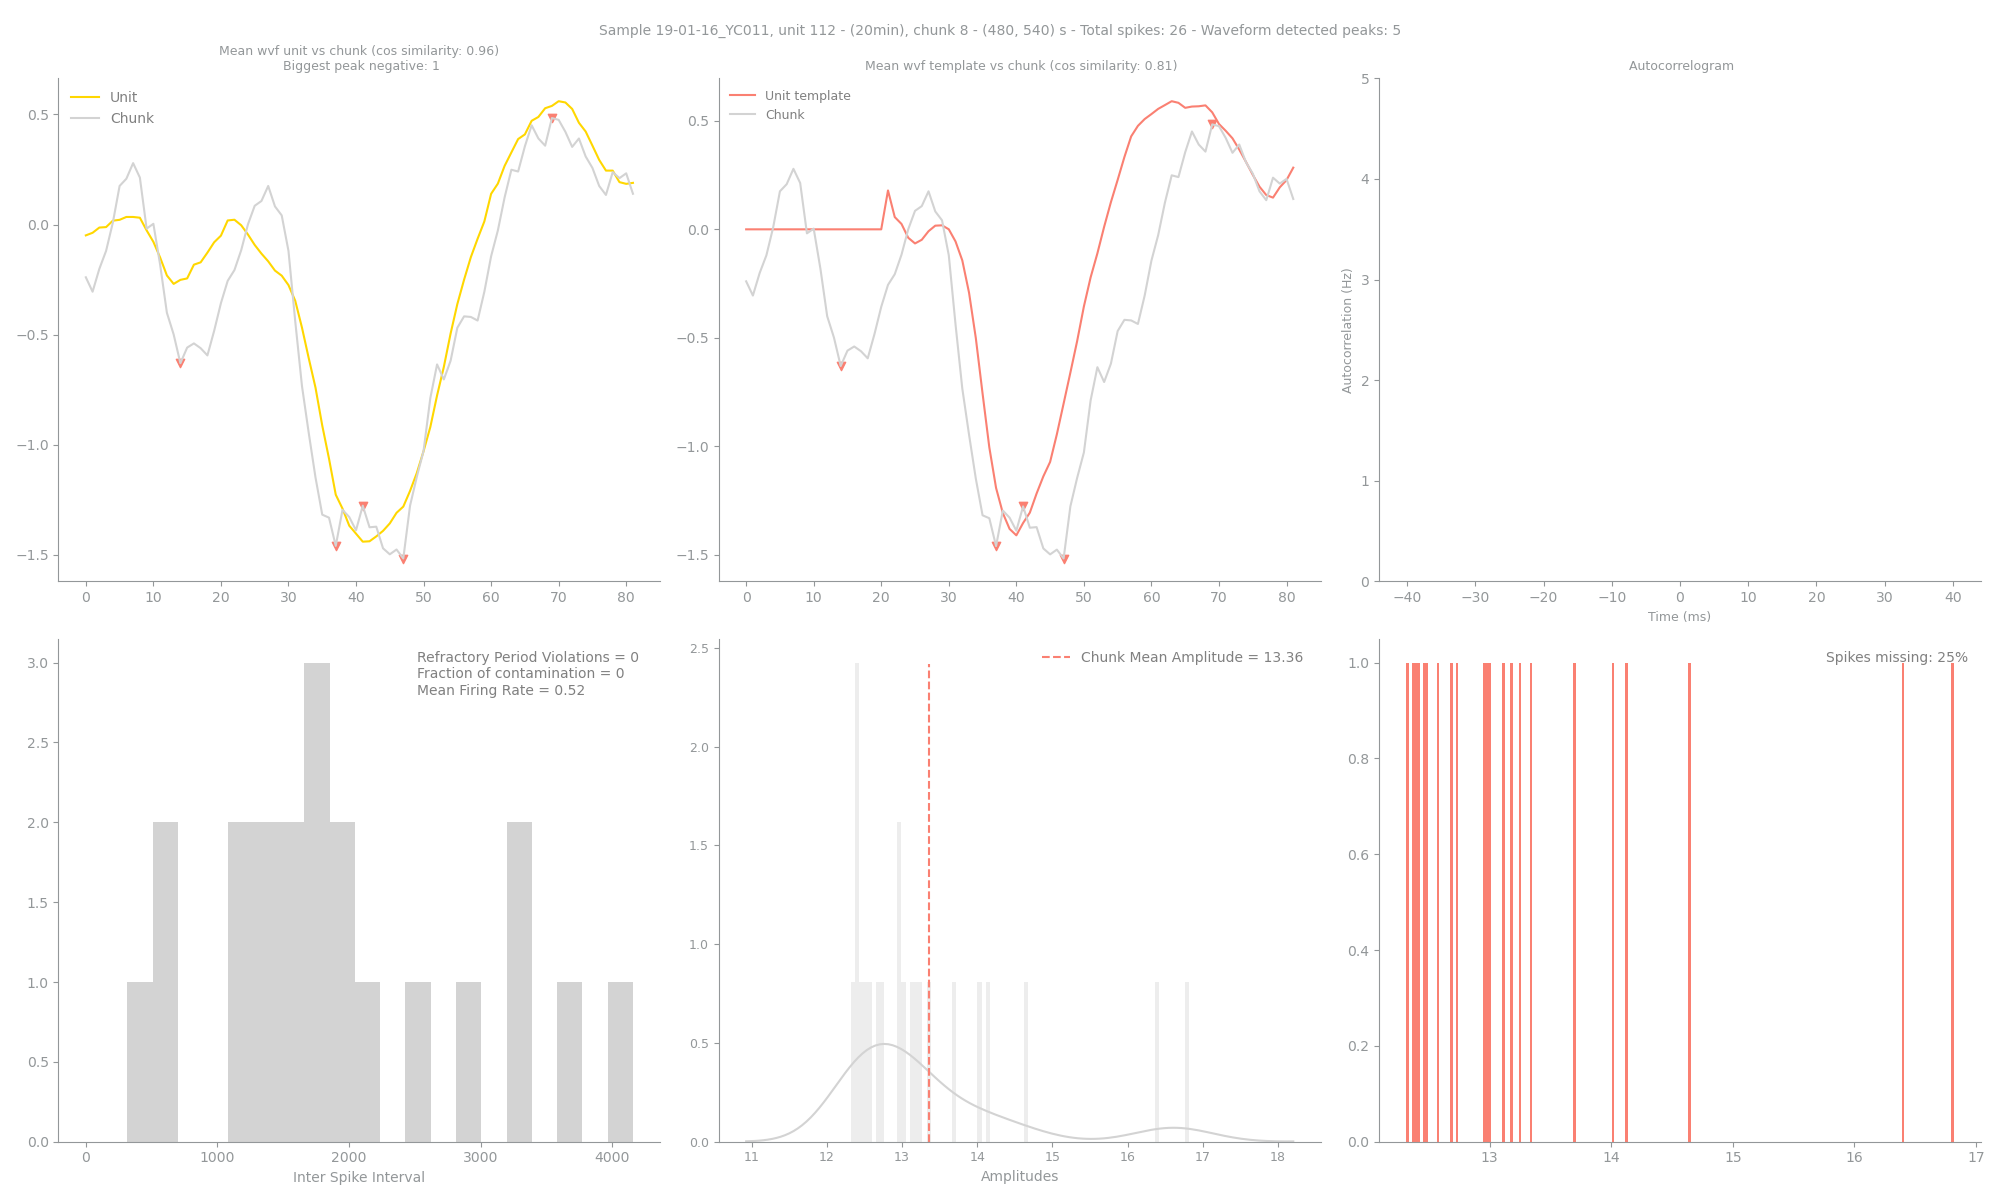 Sample 19-01-16_YC011, unit 112 - (20min), chunk 8 - (480, 540) s - Total spikes: 26 - Waveform detected peaks: 5
Mean wvf unit vs chunk (cos similarity: 0.96)
Biggest peak negative: 1
Unit
Chunk
0.5
0.0
−0.5
−1.0
−1.5
0 10 20 30 40 50 60 70 80
Mean wvf template vs chunk (cos similarity: 0.81)
Unit template
Chunk
0.5
0.0
−0.5
−1.0
−1.5
0 10 20 30 40 50 60 70 80
Autocorrelogram
5
4
3
2
1
0
Autocorrelation (Hz)
−40 −30 −20 −10 0 10 20 30 40
Time (ms)
Refractory Period Violations = 0
Fraction of contamination = 0
Mean Firing Rate = 0.52
3.0
2.5
2.0
1.5
1.0
0.5
0.0
0 1000 2000 3000 4000
Inter Spike Interval
Chunk Mean Amplitude = 13.36
2.5
2.0
1.5
1.0
0.5
0.0
11 12 13 14 15 16 17 18
Amplitudes
Spikes missing: 25%
1.0
0.8
0.6
0.4
0.2
0.0
13 14 15 16 17